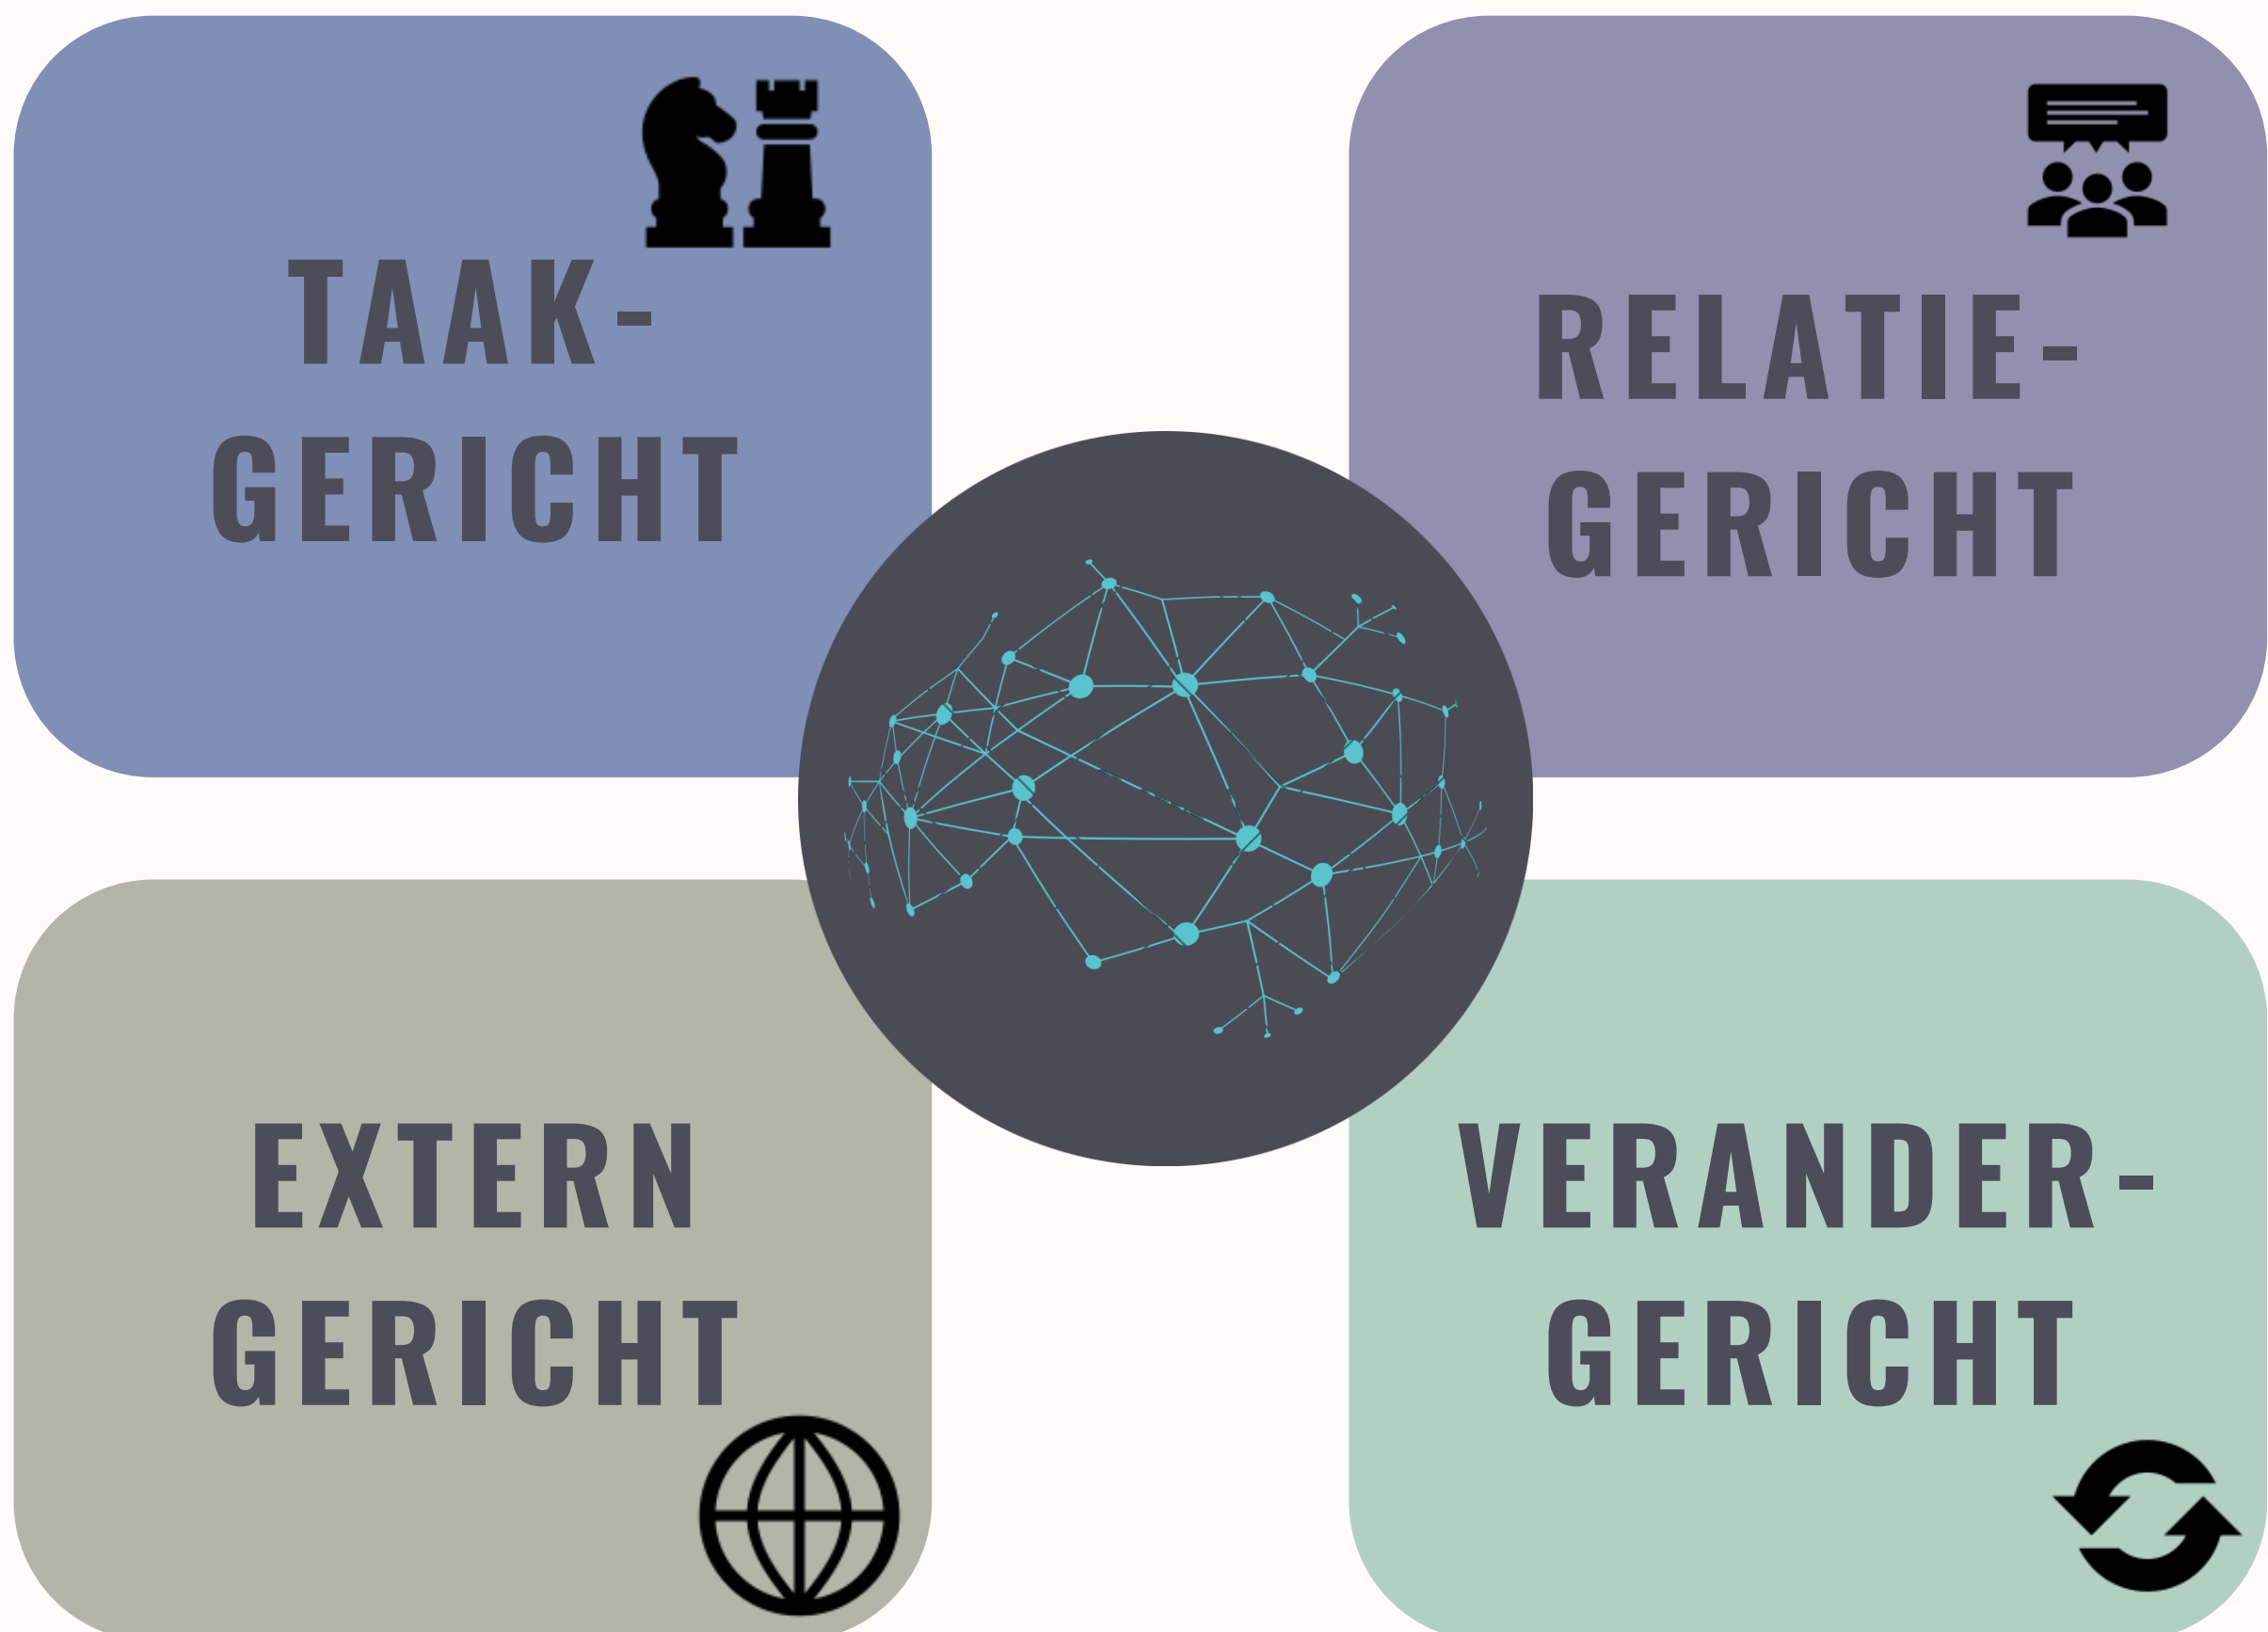 TAAK-
GERICHT
RELATIE-
GERICHT
EXTERN
GERICHT
VERANDER-
GERICHT